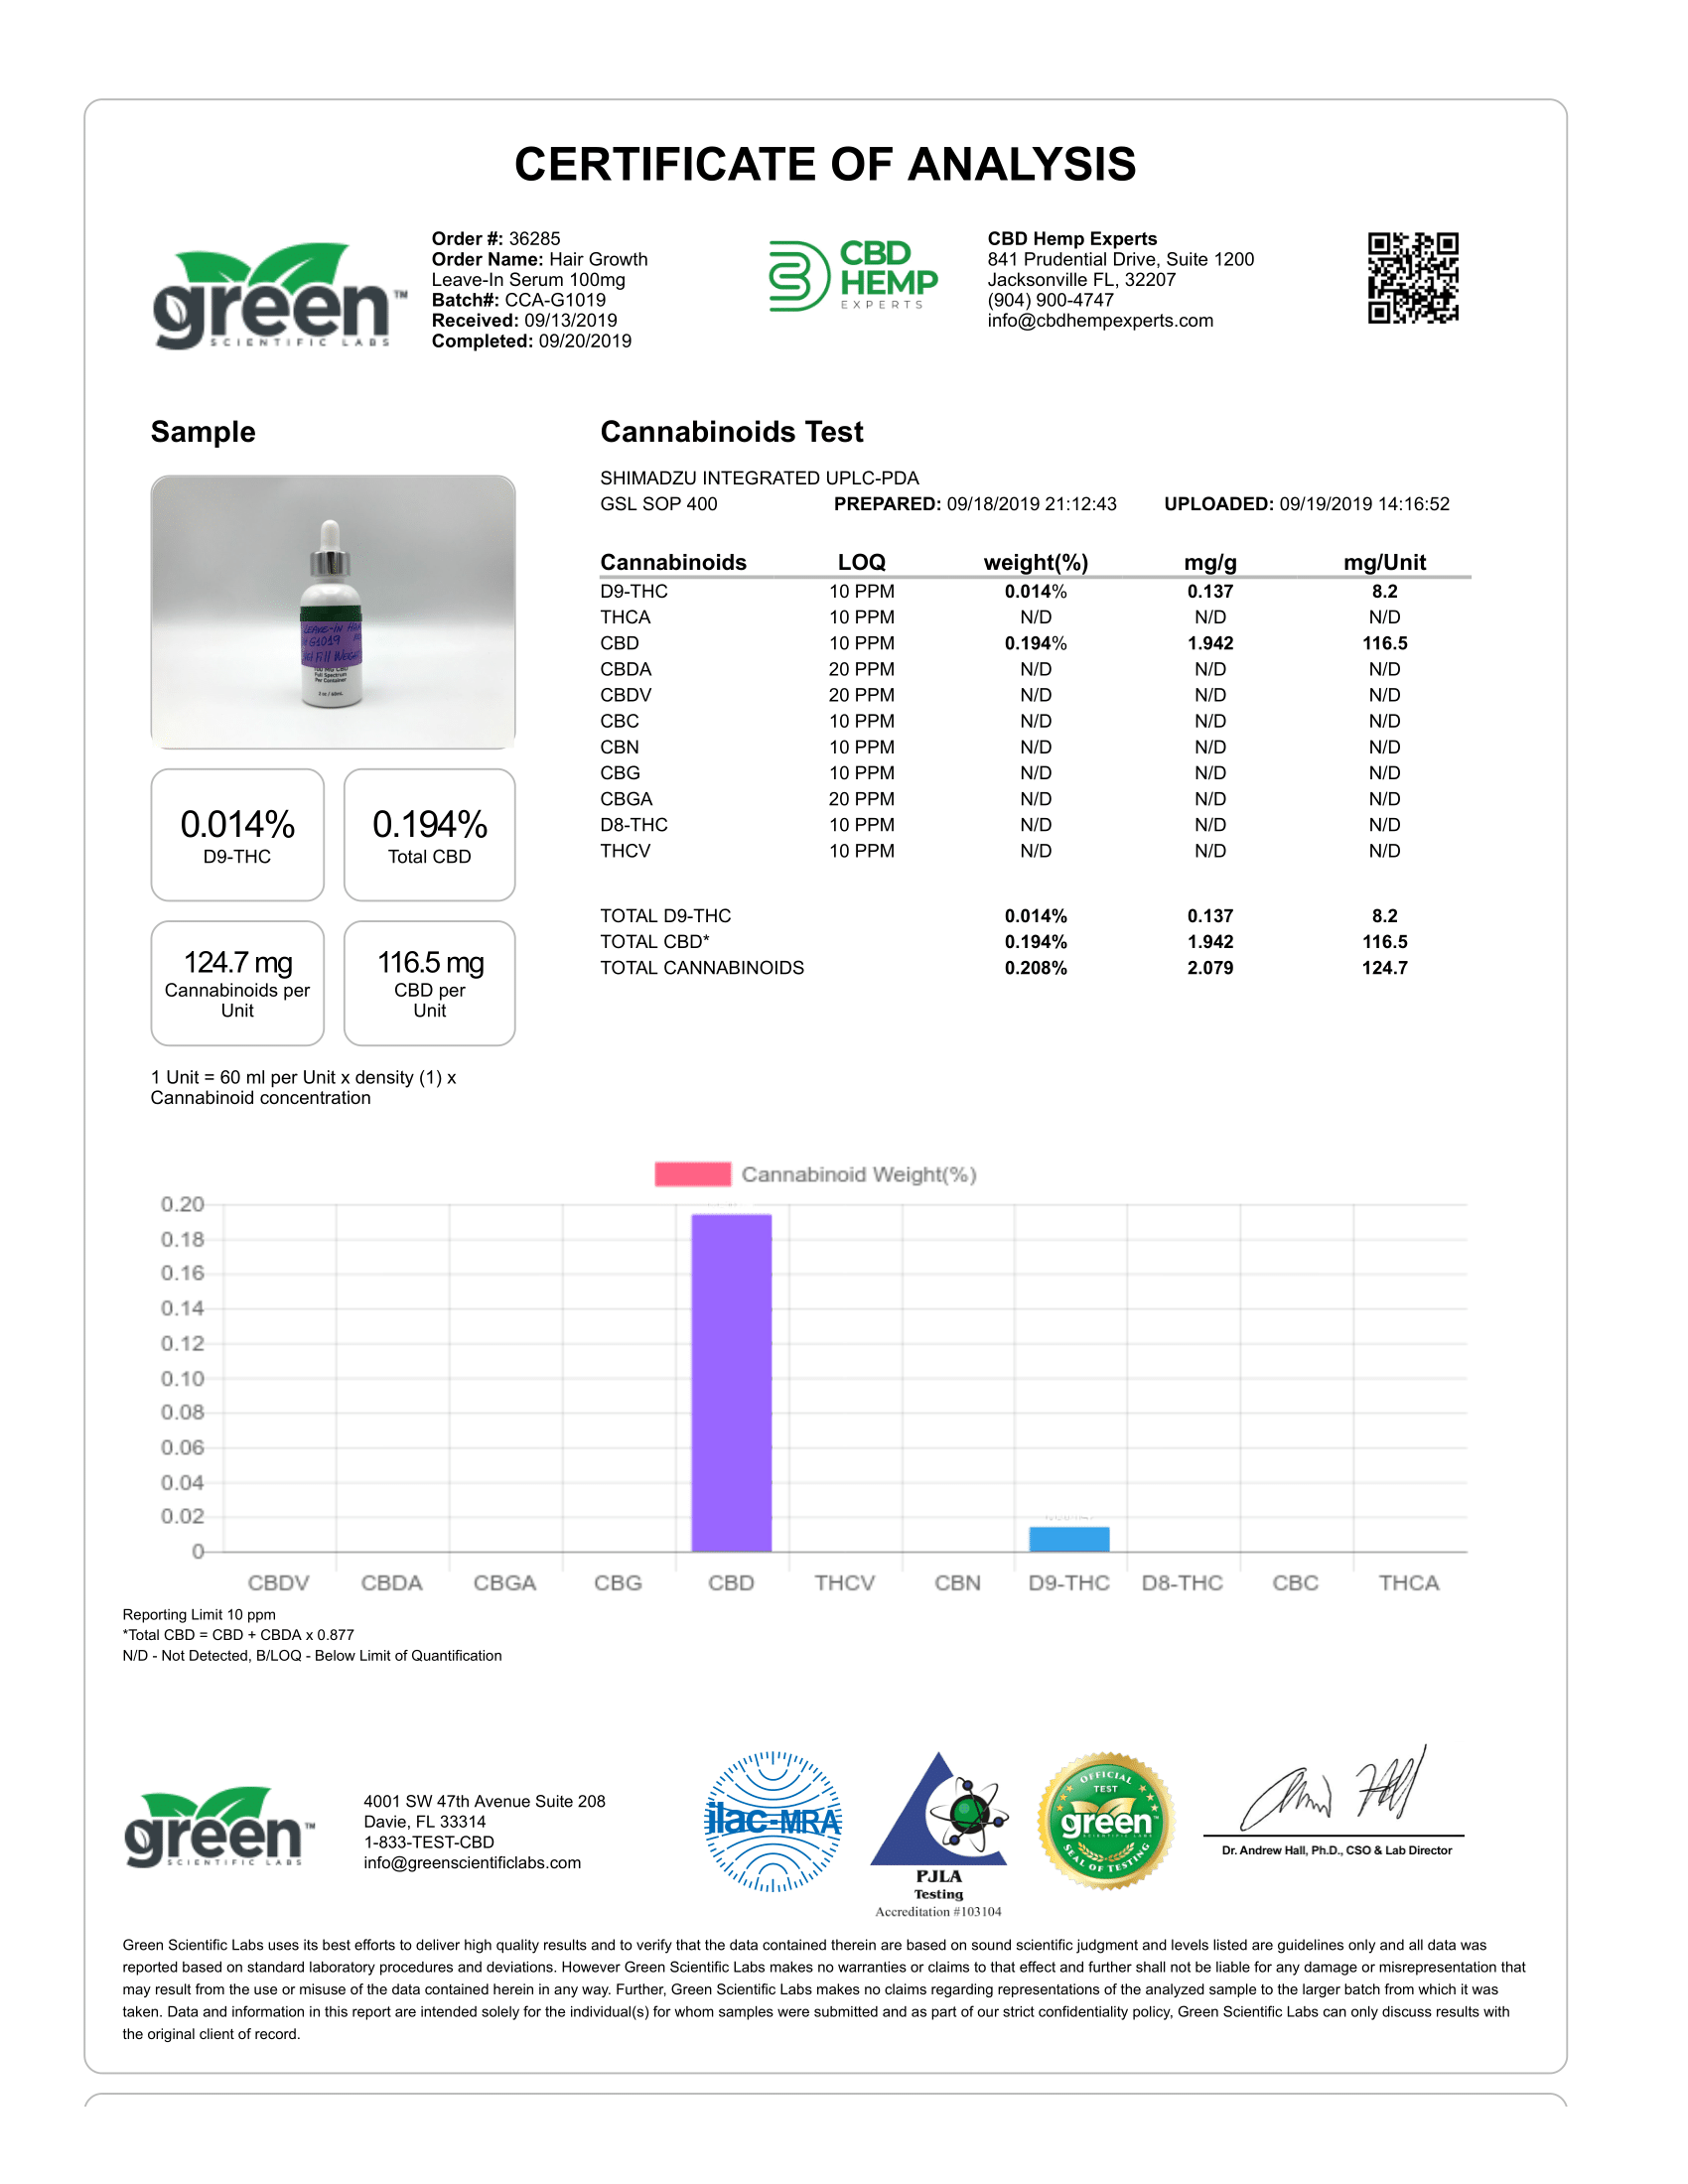 CERTIFICATE OF ANALYSIS
green™
SCIENTIFIC LABS
Order #: 36285
Order Name: Hair Growth
Leave-In Serum 100mg
Batch#: CCA-G1019
Received: 09/13/2019
Completed: 09/20/2019
CBD
HEMP
EXPERTS
CBD Hemp Experts
841 Prudential Drive, Suite 1200
Jacksonville FL, 32207
(904) 900-4747
info@cbdhempexperts.com
Sample
LEAVE-IN
G1019
Fill WEIGHT
100 MG CBD
Full Spectrum
Per Container
2 oz / 60mL
0.014%
D9-THC
0.194%
Total CBD
124.7 mg
Cannabinoids per
Unit
116.5 mg
CBD per
Unit
1 Unit = 60 ml per Unit x density (1) x
Cannabinoid concentration
Cannabinoids Test
SHIMADZU INTEGRATED UPLC-PDA
GSL SOP 400 PREPARED: 09/18/2019 21:12:43 UPLOADED: 09/19/2019 14:16:52
Cannabinoids LOQ weight(%) mg/g mg/Unit
D9-THC 10 PPM 0.014% 0.137 8.2
THCA 10 PPM N/D N/D N/D
CBD 10 PPM 0.194% 1.942 116.5
CBDA 20 PPM N/D N/D N/D
CBDV 20 PPM N/D N/D N/D
CBC 10 PPM N/D N/D N/D
CBN 10 PPM N/D N/D N/D
CBG 10 PPM N/D N/D N/D
CBGA 20 PPM N/D N/D N/D
D8-THC 10 PPM N/D N/D N/D
THCV 10 PPM N/D N/D N/D
TOTAL D9-THC 0.014% 0.137 8.2
TOTAL CBD* 0.194% 1.942 116.5
TOTAL CANNABINOIDS 0.208% 2.079 124.7
Cannabinoid Weight(%)
0.20
0.18
0.16
0.14
0.12
0.10
0.08
0.06
0.04
0.02
0
CBDV CBDA CBGA CBG CBD THCV CBN D9-THC D8-THC CBC THCA
Reporting Limit 10 ppm
*Total CBD = CBD + CBDA x 0.877
N/D - Not Detected, B/LOQ - Below Limit of Quantification
green™
SCIENTIFIC LABS
4001 SW 47th Avenue Suite 208
Davie, FL 33314
1-833-TEST-CBD
info@greenscientificlabs.com
ilac-MRA
PJLA
Testing
Accreditation #103104
OFFICIAL
TEST
green
SCIENTIFIC LABS
SEAL OF TESTING
Dr. Andrew Hall, Ph.D., CSO & Lab Director
Green Scientific Labs uses its best efforts to deliver high quality results and to verify that the data contained therein are based on sound scientific judgment and levels listed are guidelines only and all data was
reported based on standard laboratory procedures and deviations. However Green Scientific Labs makes no warranties or claims to that effect and further shall not be liable for any damage or misrepresentation that
may result from the use or misuse of the data contained herein in any way. Further, Green Scientific Labs makes no claims regarding representations of the analyzed sample to the larger batch from which it was
taken. Data and information in this report are intended solely for the individual(s) for whom samples were submitted and as part of our strict confidentiality policy, Green Scientific Labs can only discuss results with
the original client of record.